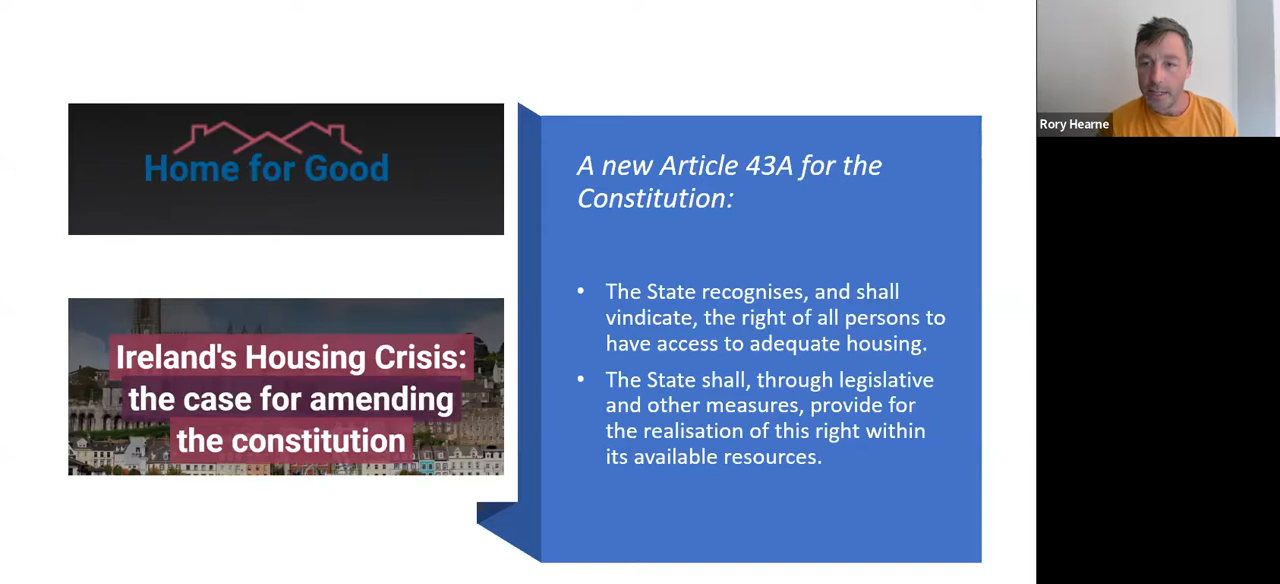 Home for Good
Ireland's Housing Crisis:
the case for amending
the constitution
A new Article 43A for the
Constitution:
• The State recognises, and shall
vindicate, the right of all persons to
have access to adequate housing.
• The State shall, through legislative
and other measures, provide for
the realisation of this right within
its available resources.
Rory Hearne